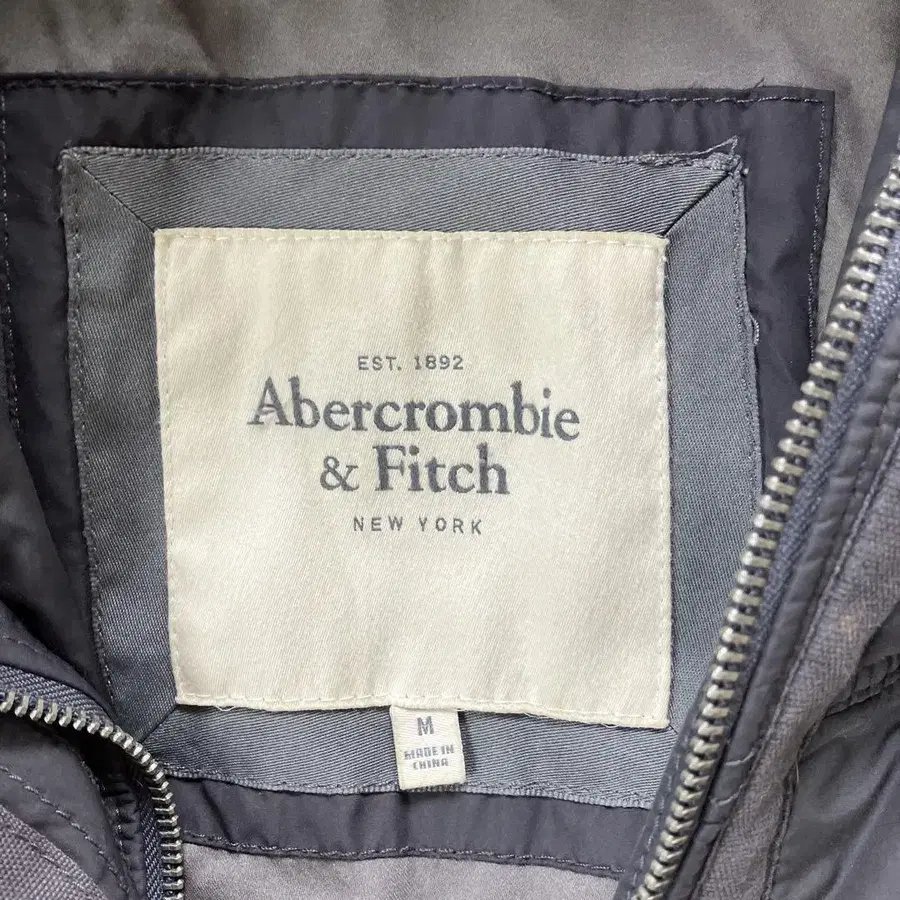 EST. 1892
Abercrombie
& Fitch
NEW YORK
M
MADE IN
CHINA